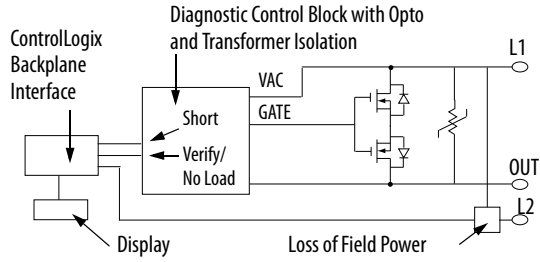 Diagnostic Control Block with Opto
and Transformer Isolation
ControlLogix
Backplane
Interface
L1
VAC
GATE
Short
Verify/
No Load
OUT
L2
Display
Loss of Field Power